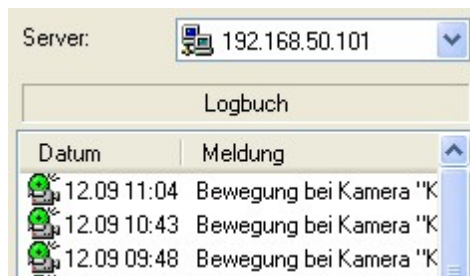 Server: 192.168.50.101
Logbuch
Datum Meldung
12.09 11:04 Bewegung bei Kamera "K
12.09 10:43 Bewegung bei Kamera "K
12.09 09:48 Bewegung bei Kamera "K